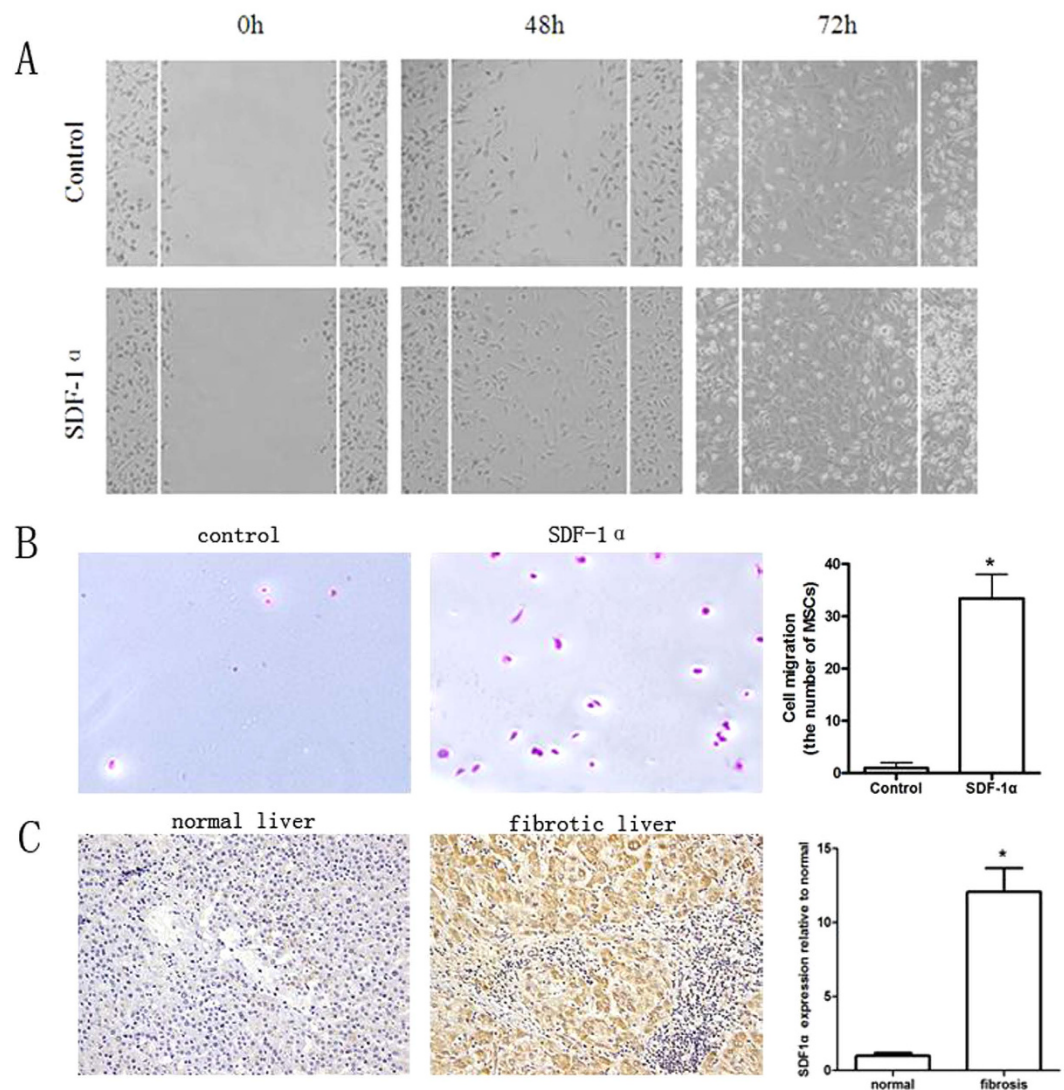 0h 48h 72h
A
Control
SDF-1α
B
control SDF-1α
40
30
20
10
0
*
Cell migration
(the number of MSCs)
Control SDF-1α
C
normal liver fibrotic liver
15
10
5
0
*
SDF1α expression relative to normal
normal fibrosis